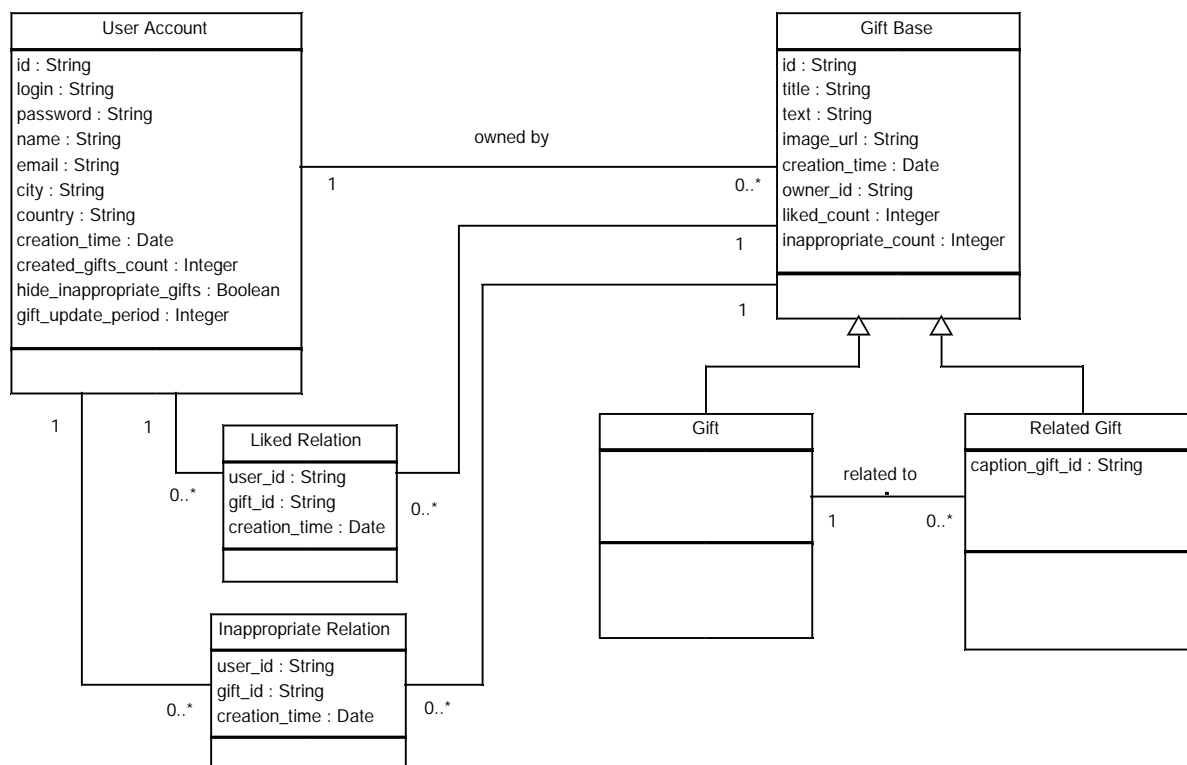 User Account
id : String
login : String
password : String
name : String
email : String
city : String
country : String
creation_time : Date
created_gifts_count : Integer
hide_inappropriate_gifts : Boolean
gift_update_period : Integer
Gift Base
id : String
title : String
text : String
image_url : String
creation_time : Date
owner_id : String
liked_count : Integer
inappropriate_count : Integer
owned by
1
0..*
1
1
1
1
Liked Relation
user_id : String
gift_id : String
creation_time : Date
0..*
0..*
Gift
related to
1
0..*
Related Gift
caption_gift_id : String
Inappropriate Relation
user_id : String
gift_id : String
creation_time : Date
0..*
0..*